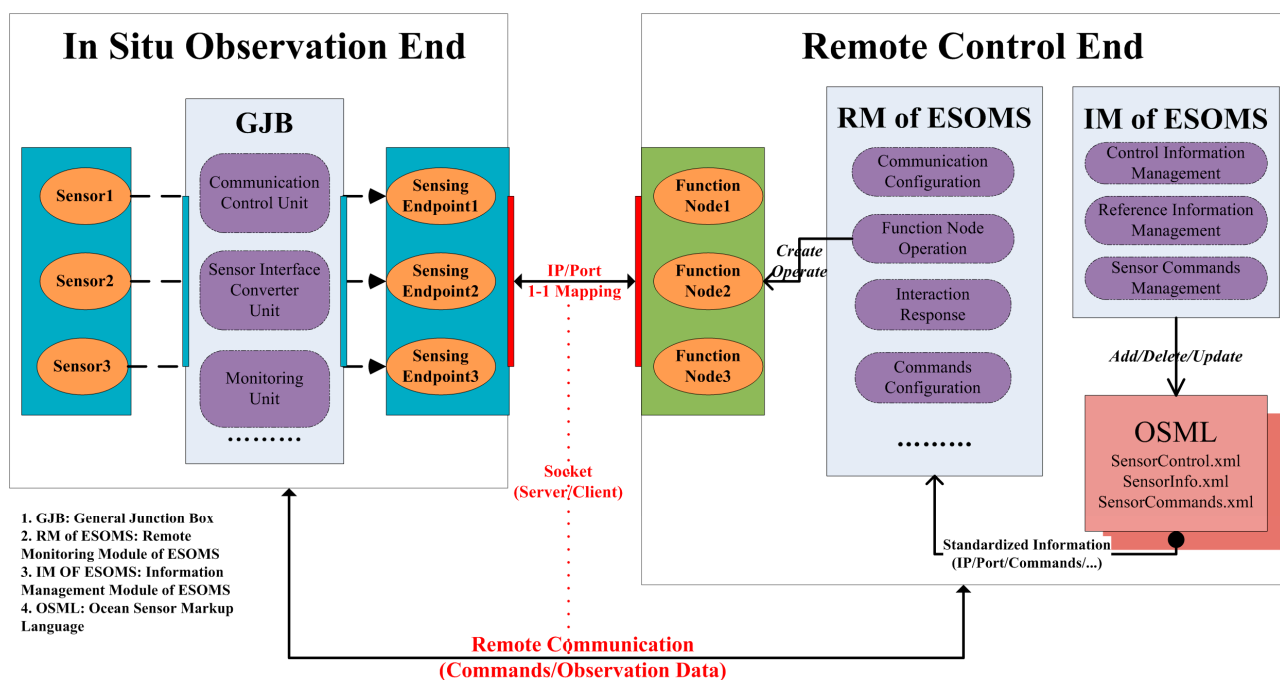 In Situ Observation End
GJB
Sensor1
Sensor2
Sensor3
Communication
Control Unit
Sensor Interface
Converter
Unit
Monitoring
Unit
………
Sensing
Endpoint1
Sensing
Endpoint2
Sensing
Endpoint3
IP/Port
1-1 Mapping
Socket
(Server/Client)
Remote Control End
Function
Node1
Function
Node2
Function
Node3
Create
Operate
RM of ESOMS
Communication
Configuration
Function Node
Operation
Interaction
Response
Commands
Configuration
………
IM of ESOMS
Control Information
Management
Reference Information
Management
Sensor Commands
Management
Add/Delete/Update
OSML
SensorControl.xml
SensorInfo.xml
SensorCommands.xml
Standardized Information
(IP/Port/Commands/...)
1. GJB: General Junction Box
2. RM of ESOMS: Remote
Monitoring Module of ESOMS
3. IM OF ESOMS: Information
Management Module of ESOMS
4. OSML: Ocean Sensor Markup
Language
Remote Communication
(Commands/Observation Data)